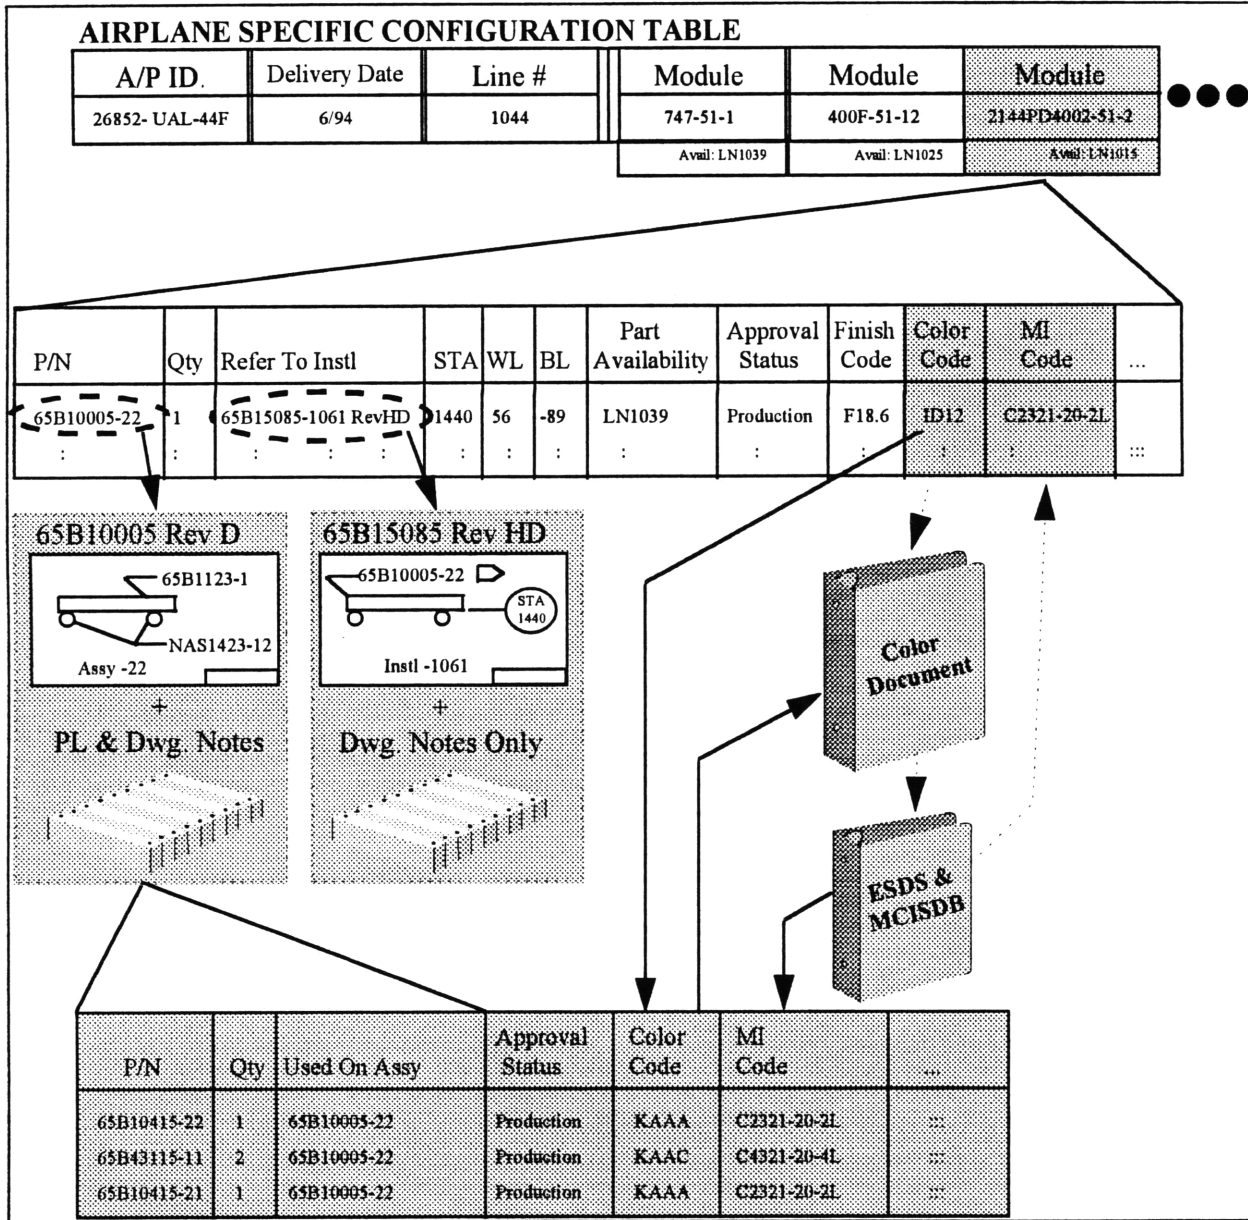 AIRPLANE SPECIFIC CONFIGURATION TABLE
A/P ID. Delivery Date Line # Module Module Module
26852- UAL-44F 6/94 1044 747-51-1 400F-51-12 2144PD4002-51-2
Avail: LN1039 Avail: LN1025 Avail: LN1015
Part Approval Finish Color MI
P/N Qty Refer To Instl STA WL BL Availability Status Code Code Code ...
65B10005-22 1 65B15085-1061 RevHD 1440 56 -89 LN1039 Production F18.6 ID12 C2321-20-2L
: : : : : : : : : : : : : :::
65B10005 Rev D
65B1123-1
NAS1423-12
Assy -22
+
PL & Dwg. Notes
65B15085 Rev HD
65B10005-22
STA
1440
Instl -1061
+
Dwg. Notes Only
Color
Document
ESDS &
MCISDB
Approval Color MI
P/N Qty Used On Assy Status Code Code ...
65B10415-22 1 65B10005-22 Production KAAA C2321-20-2L :::
65B43115-11 2 65B10005-22 Production KAAC C4321-20-4L :::
65B10415-21 1 65B10005-22 Production KAAA C2321-20-2L :::